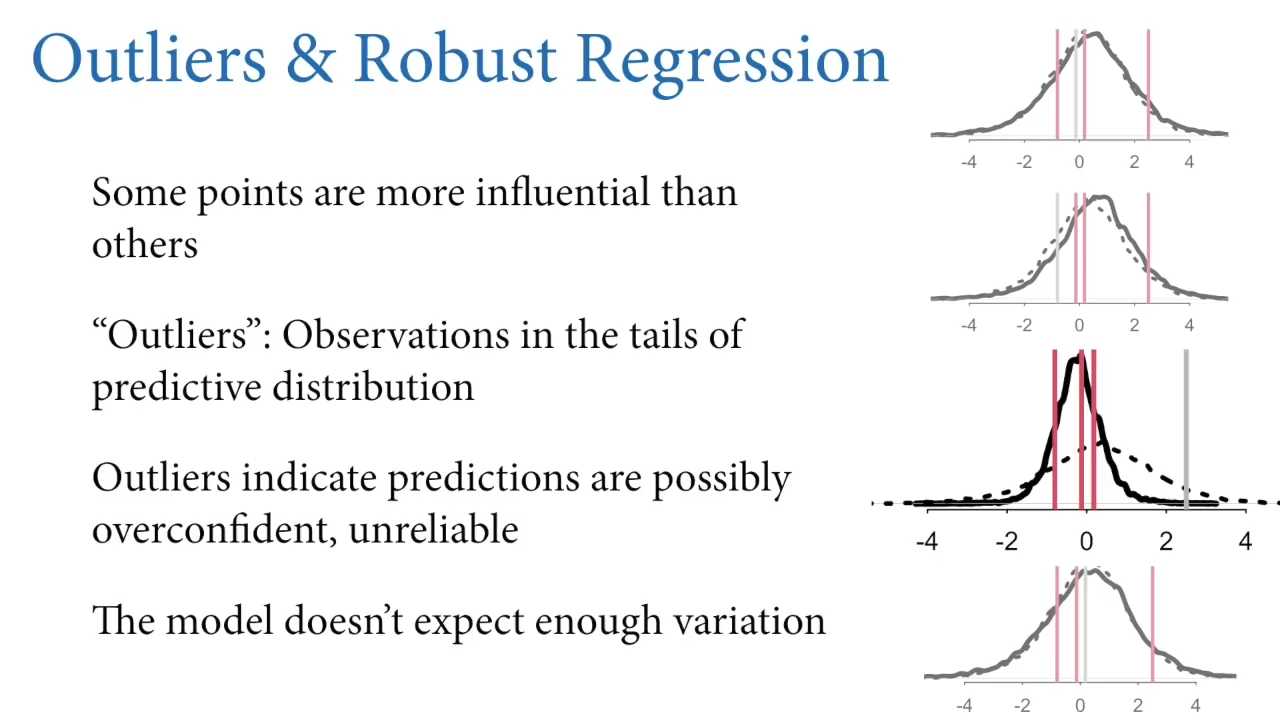 Outliers & Robust Regression
Some points are more influential than
others
“Outliers”: Observations in the tails of
predictive distribution
Outliers indicate predictions are possibly
overconfident, unreliable
The model doesn’t expect enough variation
-4 -2 0 2 4
-4 -2 0 2 4
-4 -2 0 2 4
-4 -2 0 2 4